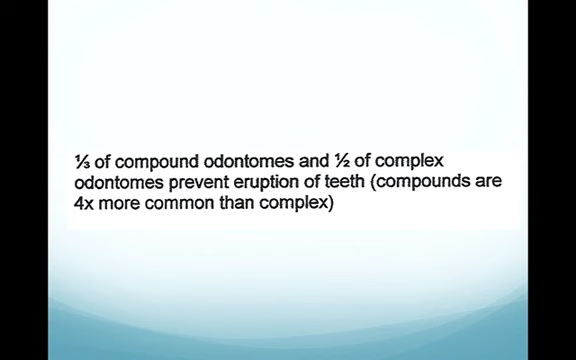 ⅓ of compound odontomes and ½ of complex
odontomes prevent eruption of teeth (compounds are
4x more common than complex)